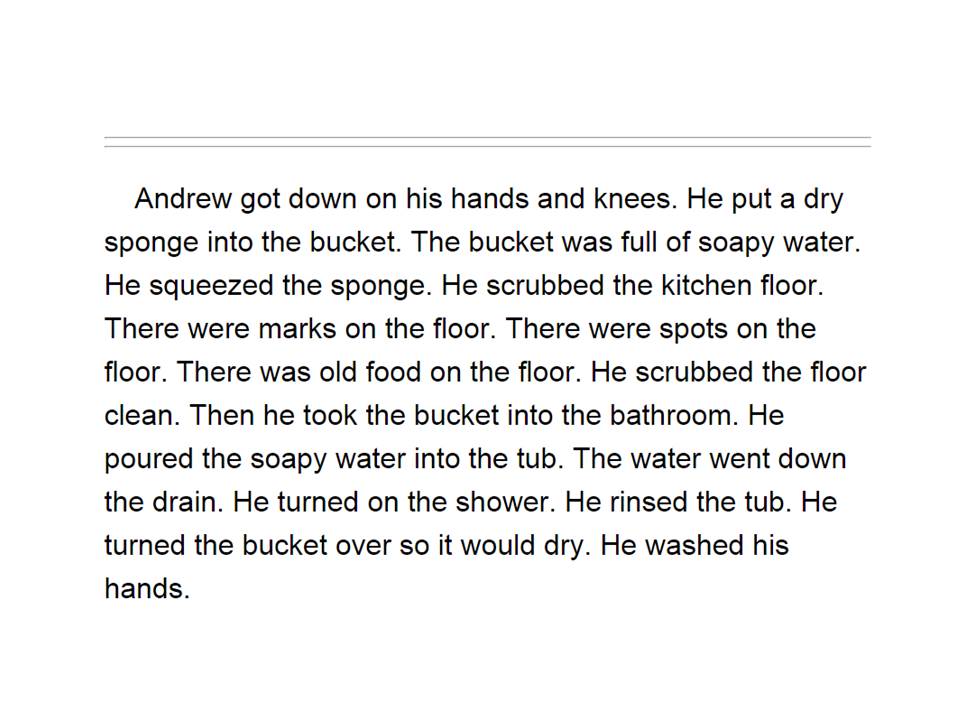 Andrew got down on his hands and knees. He put a dry
sponge into the bucket. The bucket was full of soapy water.
He squeezed the sponge. He scrubbed the kitchen floor.
There were marks on the floor. There were spots on the
floor. There was old food on the floor. He scrubbed the floor
clean. Then he took the bucket into the bathroom. He
poured the soapy water into the tub. The water went down
the drain. He turned on the shower. He rinsed the tub. He
turned the bucket over so it would dry. He washed his
hands.